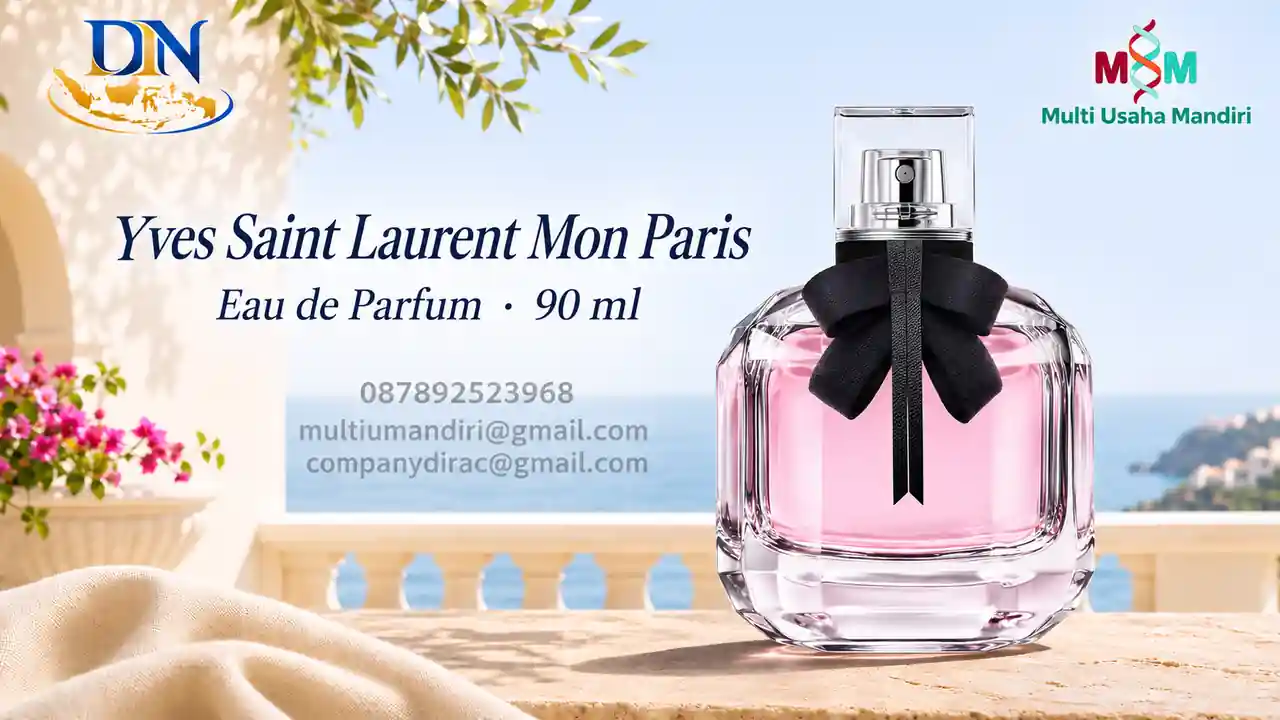 DN
MSM
Multi Usaha Mandiri
Yves Saint Laurent Mon Paris
Eau de Parfum · 90 ml
087892523968
multiumandiri@gmail.com
companydirac@gmail.com